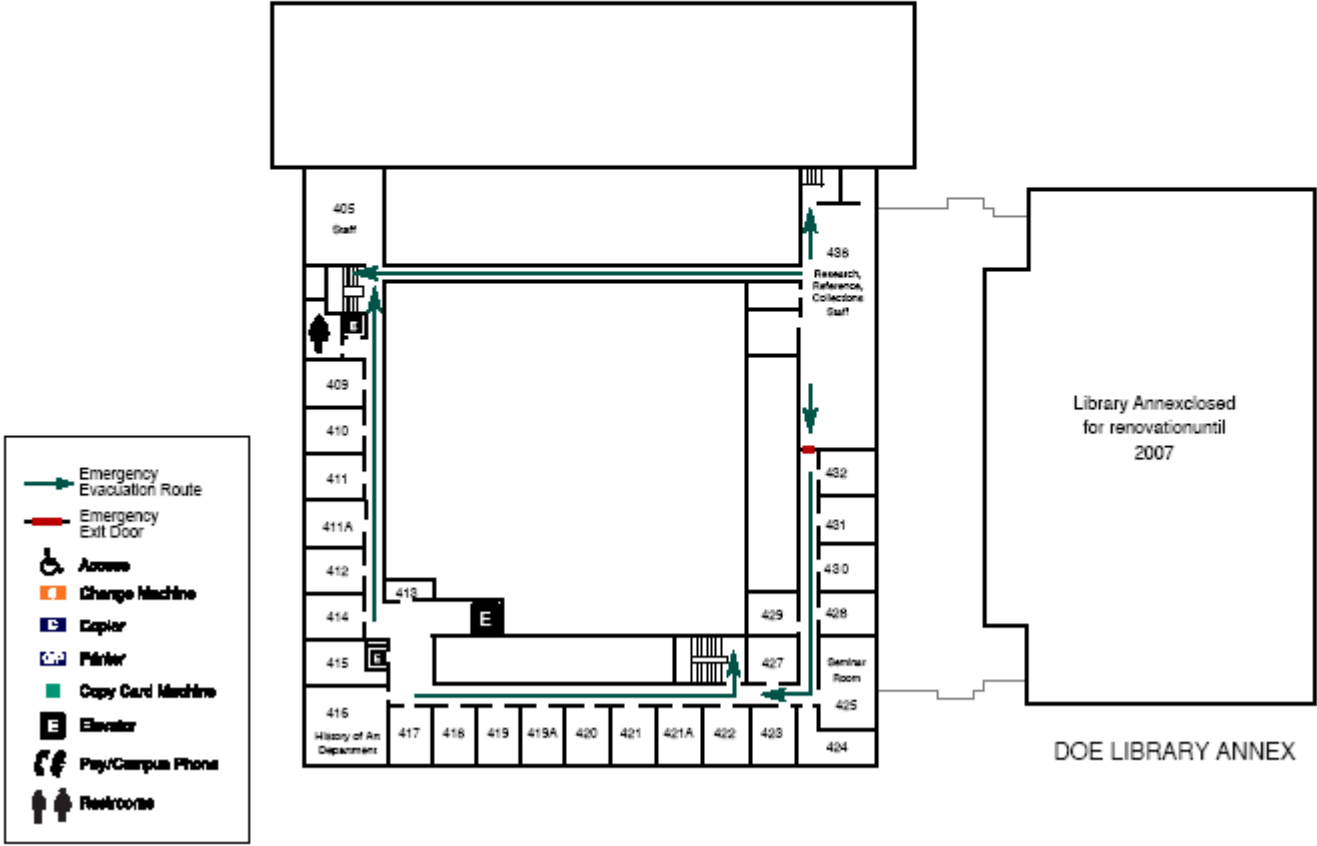 405
Staff
436
Research,
Reference,
Collections
Staff
E
409
410
411
411A
412
414
415
413
E
E
416
History of Art
Department
417
418
419
419A
420
421
421A
422
423
424
Seminar
Room
425
427
429
428
430
431
432
Library Annexclosed
for renovationuntil
2007
DOE LIBRARY ANNEX
Emergency
Evacuation Route
Emergency
Exit Door
Access
Change Machine
C Copier
Printer
Copy Card Machine
E Elevator
Pay/Campus Phone
Restrooms